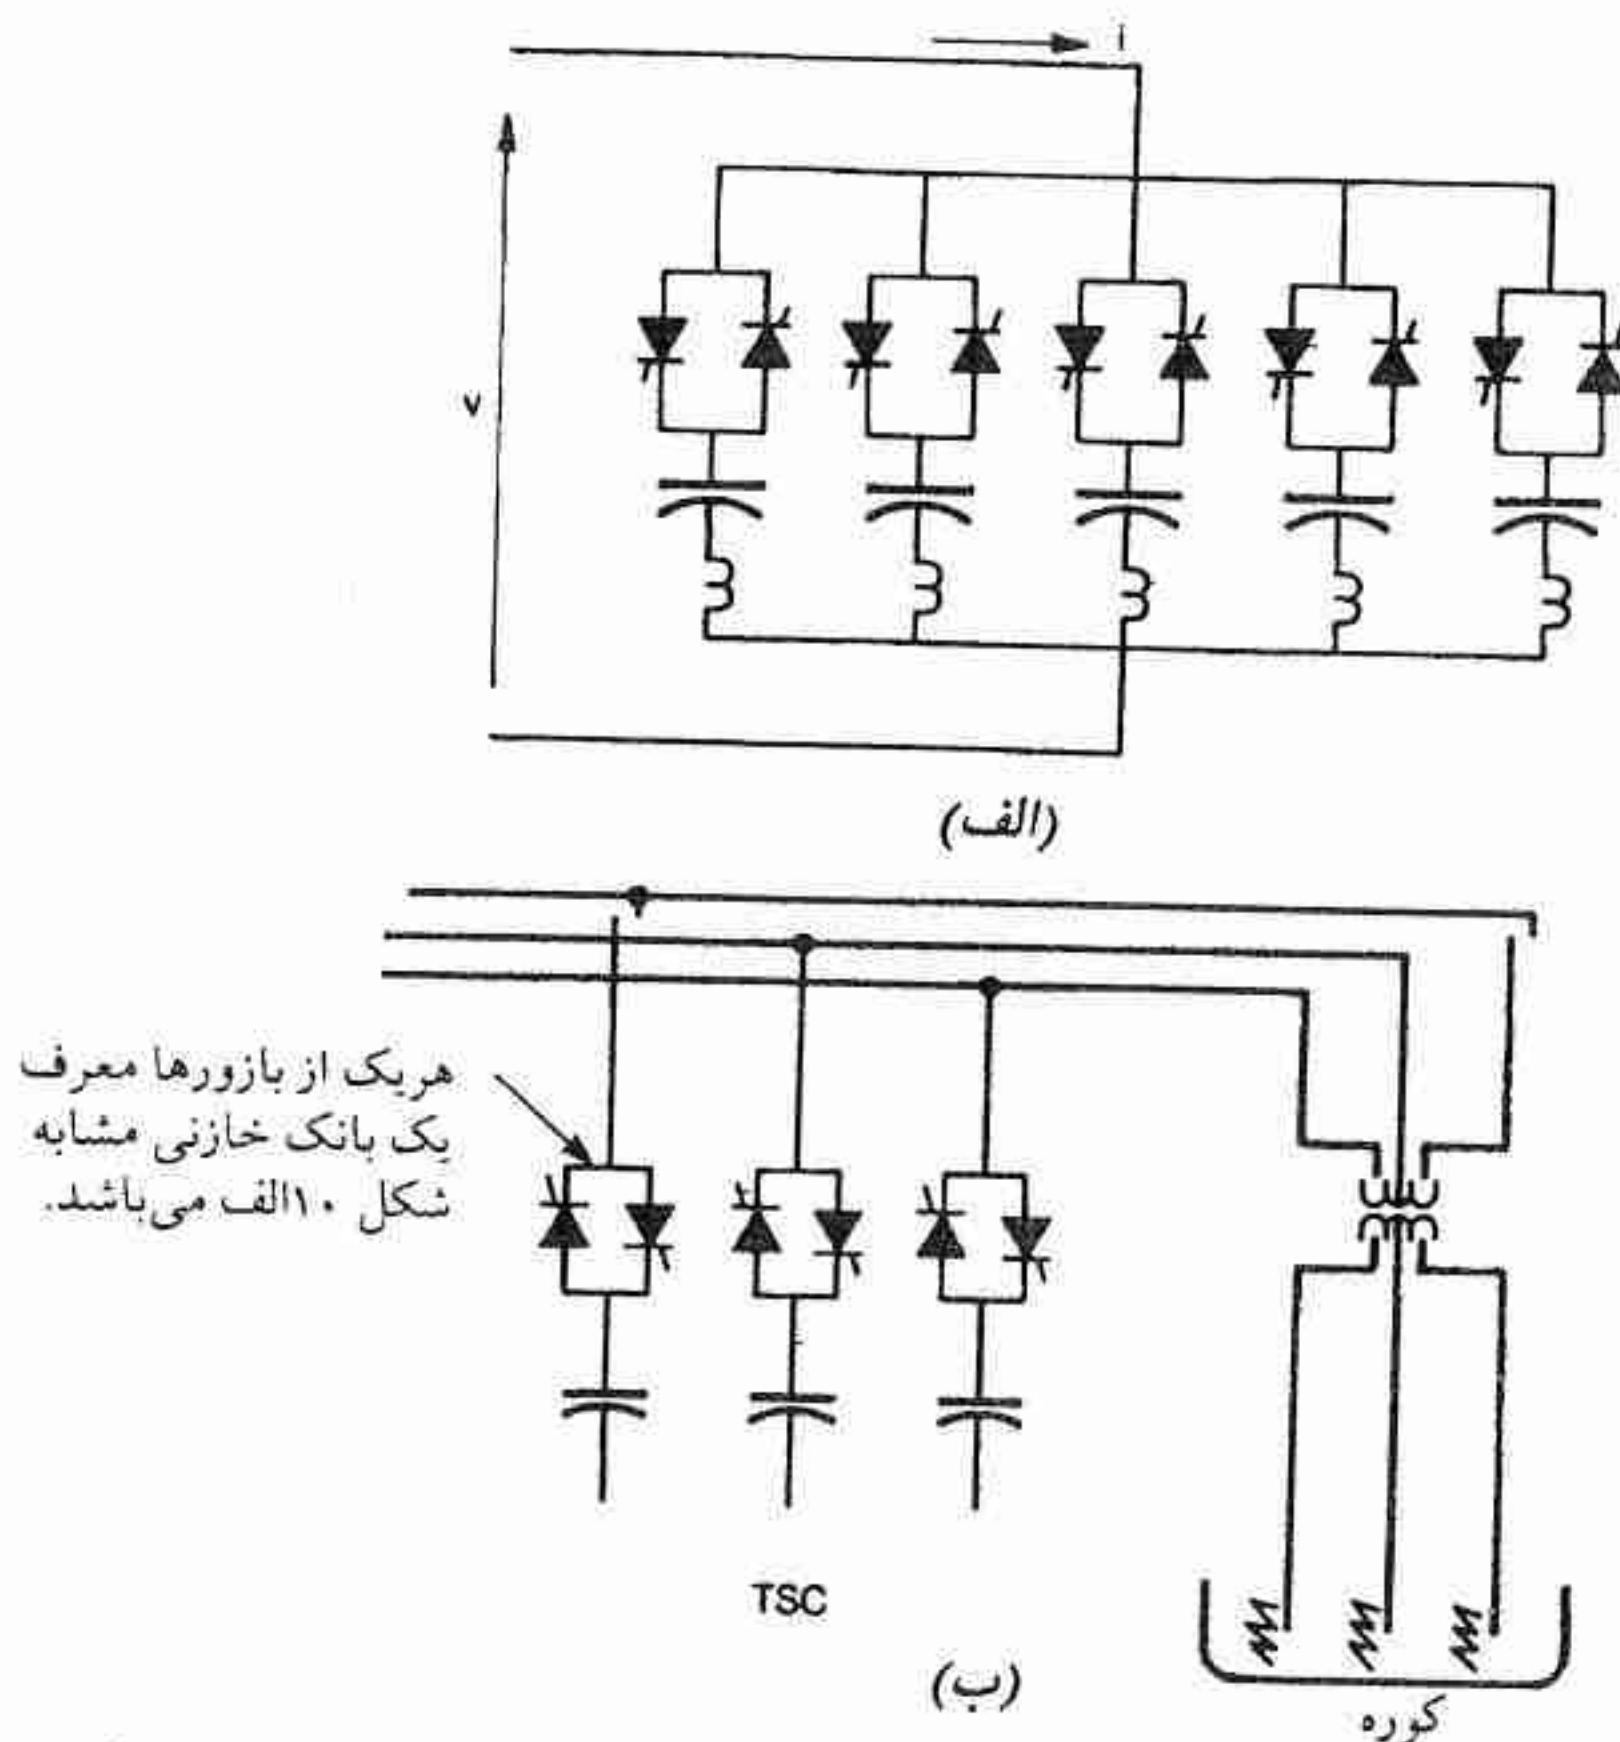 i
v
(الف)
هریک از بازورها معرف
یک بانک خازنی مشابه
شکل ۱۰الف می‌باشد.
TSC
(ب)
کوره